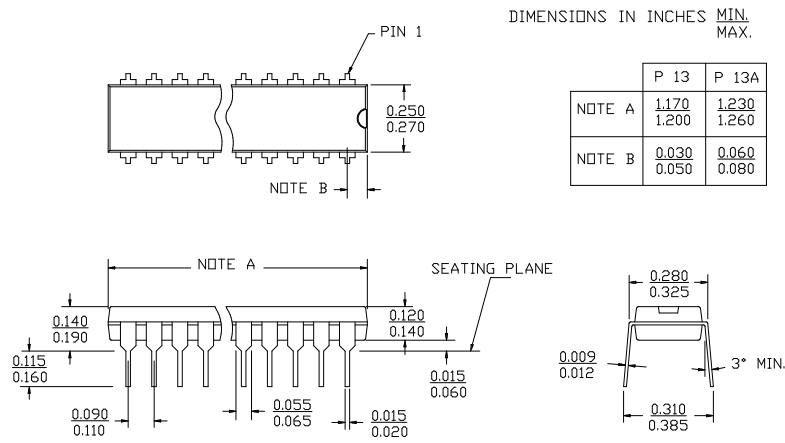 DIMENSIONS IN INCHES MIN.
MAX.
PIN 1
P 13 P 13A
NOTE A 1.170 1.230
1.200 1.260
NOTE B 0.030 0.060
0.050 0.080
0.250
0.270
NOTE B
NOTE A
SEATING PLANE
0.280
0.325
0.140
0.190
0.120
0.140
0.115
0.160
0.015
0.060
0.009
0.012
3° MIN.
0.090
0.110
0.055
0.065
0.015
0.020
0.310
0.385